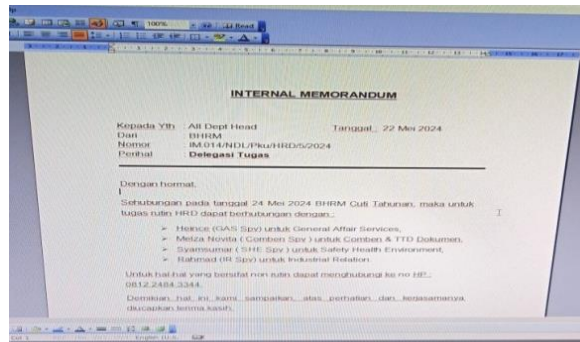 100%
Read
INTERNAL MEMORANDUM
Kepada Yth : All Dept Head Tanggal : 22 Mei 2024
Dari : BHRM
Nomor : IM.014/NDL/Pku/HRD/5/2024
Perihal : Delegasi Tugas
Dengan hormat,
Sehubungan pada tanggal 24 Mei 2024 BHRM Cuti Tahunan, maka untuk
tugas rutin HRD dapat berhubungan dengan :
➢ Heince (GAS Spv) untuk General Affair Services,
➢ Melza Novita ( Comben Spv ) untuk Comben & TTD Dokumen,
➢ Syamsumar ( SHE Spv ) untuk Safety Health Environment,
➢ Rahmad (IR Spv) untuk Industrial Relation.
Untuk hal hal yang bersifat non rutin dapat menghubungi ke no HP :
0812.2484.3344.
Demikian hal ini kami sampaikan, atas perhatian dan kerjasamanya
diucapkan terima kasih.
English (U.S.